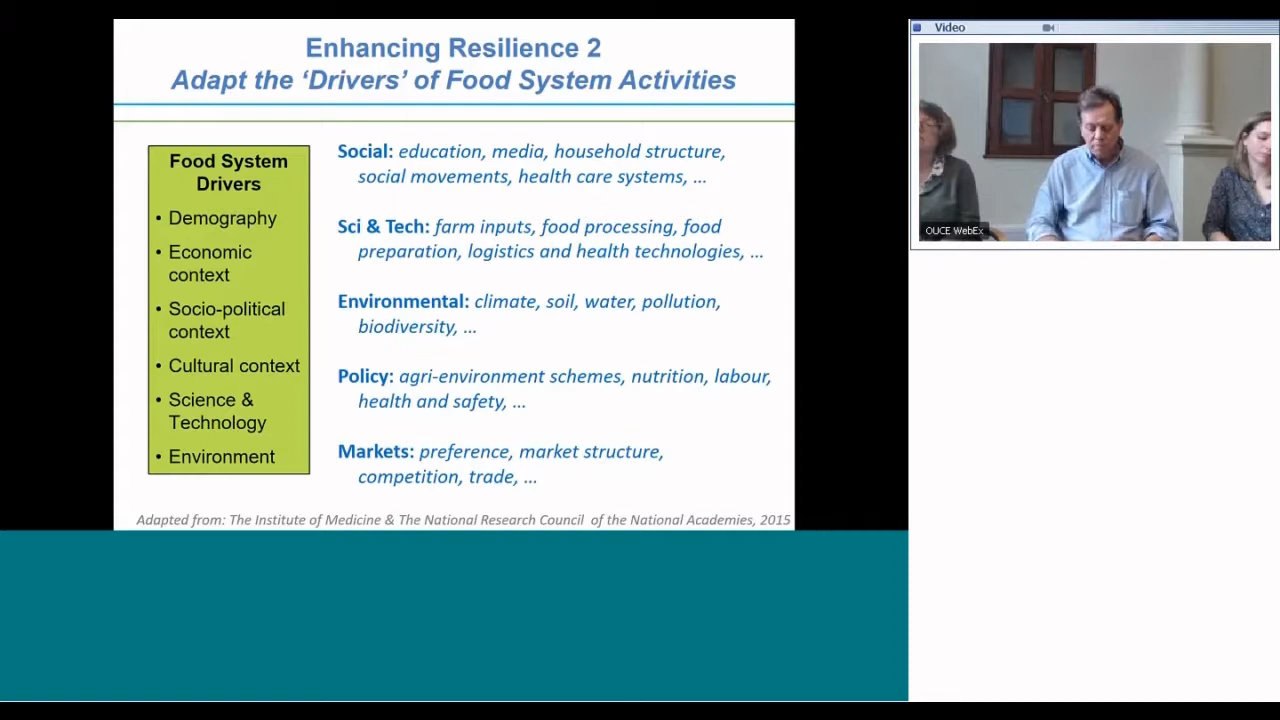 Enhancing Resilience 2
Adapt the ‘Drivers’ of Food System Activities
Food System
Drivers
• Demography
• Economic
context
• Socio-political
context
• Cultural context
• Science &
Technology
• Environment
Social: education, media, household structure,
social movements, health care systems, ...
Sci & Tech: farm inputs, food processing, food
preparation, logistics and health technologies, ...
Environmental: climate, soil, water, pollution,
biodiversity, ...
Policy: agri-environment schemes, nutrition, labour,
health and safety, ...
Markets: preference, market structure,
competition, trade, ...
Adapted from: The Institute of Medicine & The National Research Council of the National Academies, 2015
Video
OUCE WebEx